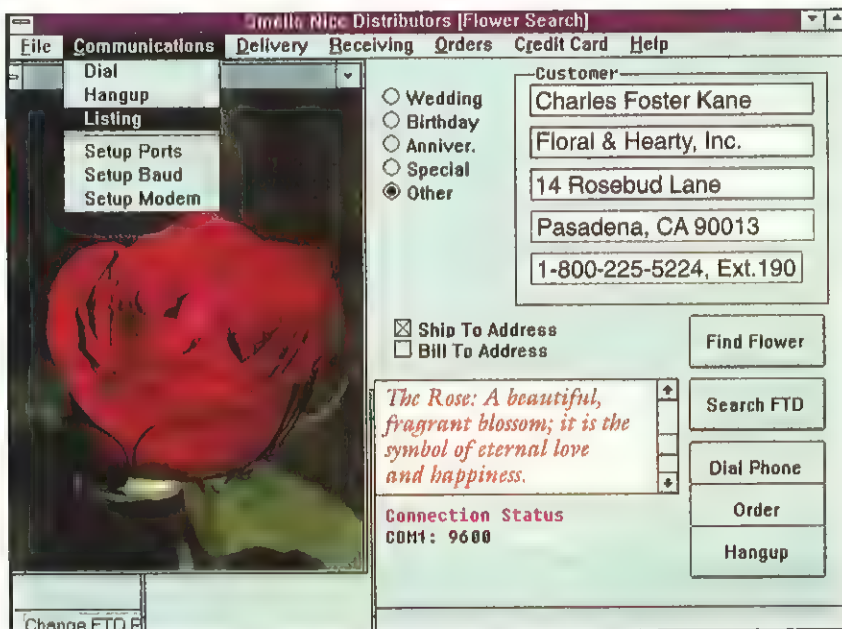 Smells Nice Distributors [Flower Search]
File Communications Delivery Receiving Orders Credit Card Help
Dial
Hangup
Listing
Setup Ports
Setup Baud
Setup Modem
Wedding
Birthday
Anniver.
Special
Other
Customer
Charles Foster Kane
Floral & Hearty, Inc.
14 Rosebud Lane
Pasadena, CA 90013
1-800-225-5224, Ext.190
Ship To Address
Bill To Address
Find Flower
The Rose: A beautiful,
fragrant blossom; it is the
symbol of eternal love
and happiness.
Search FTD
Dial Phone
Order
Hangup
Connection Status
COM1: 9600
Change FTD